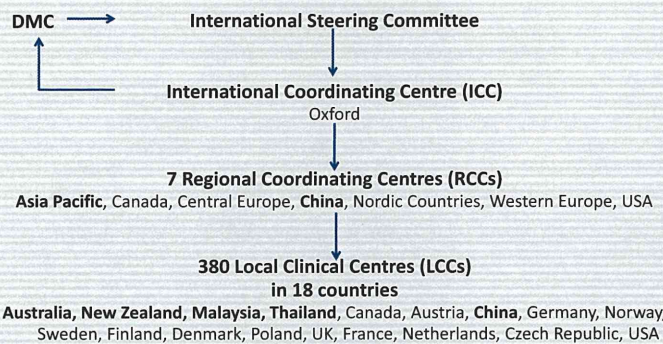 DMC
International Steering Committee
International Coordinating Centre (ICC)
Oxford
7 Regional Coordinating Centres (RCCs)
Asia Pacific, Canada, Central Europe, China, Nordic Countries, Western Europe, USA
380 Local Clinical Centres (LCCs)
in 18 countries
Australia, New Zealand, Malaysia, Thailand, Canada, Austria, China, Germany, Norway,
Sweden, Finland, Denmark, Poland, UK, France, Netherlands, Czech Republic, USA